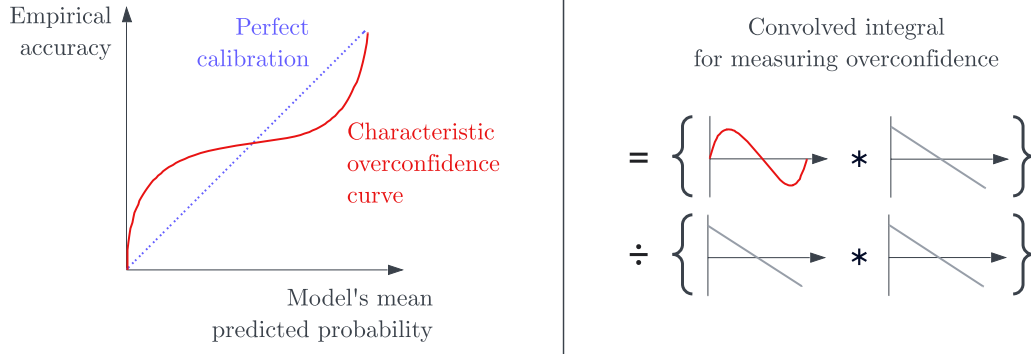 Empirical
accuracy
Perfect
calibration
Characteristic
overconfidence
curve
Model's mean
predicted probability
Convolved integral
for measuring overconfidence
= { * }
÷ { * }